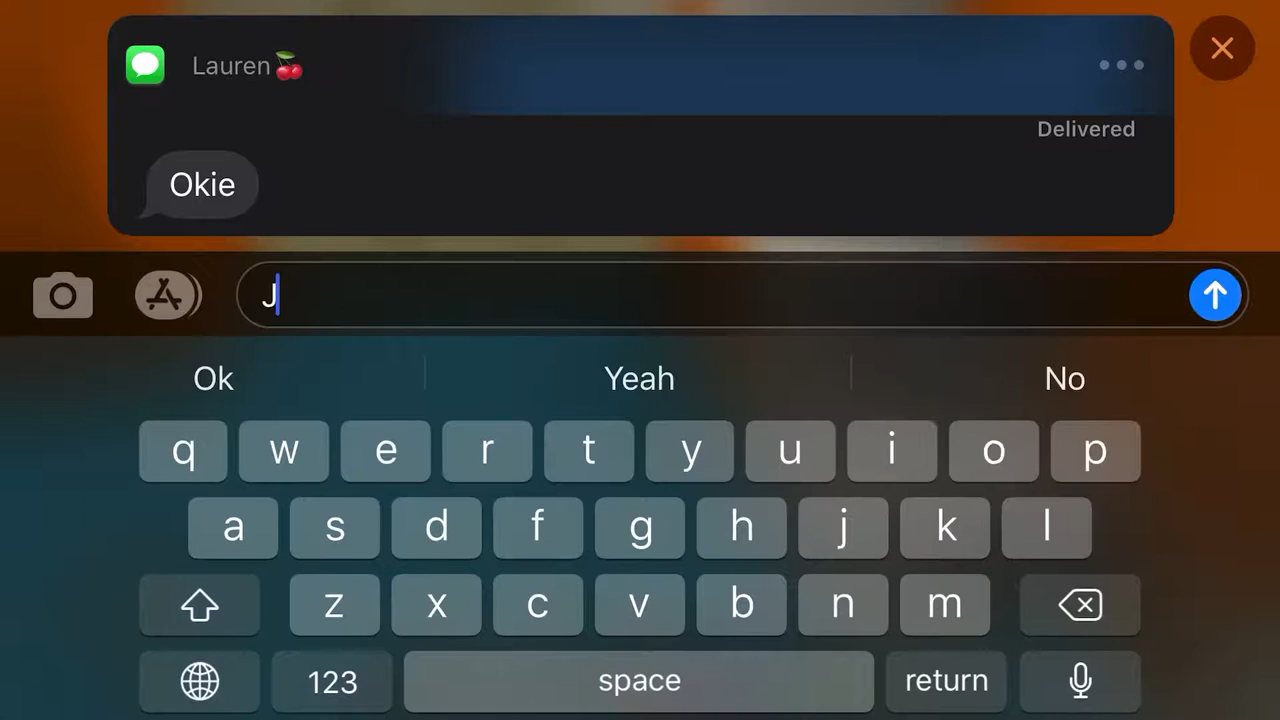 Lauren🍒
Delivered
Okie
J
Ok Yeah No
q w e r t y u i o p
a s d f g h j k l
z x c v b n m
123 space return